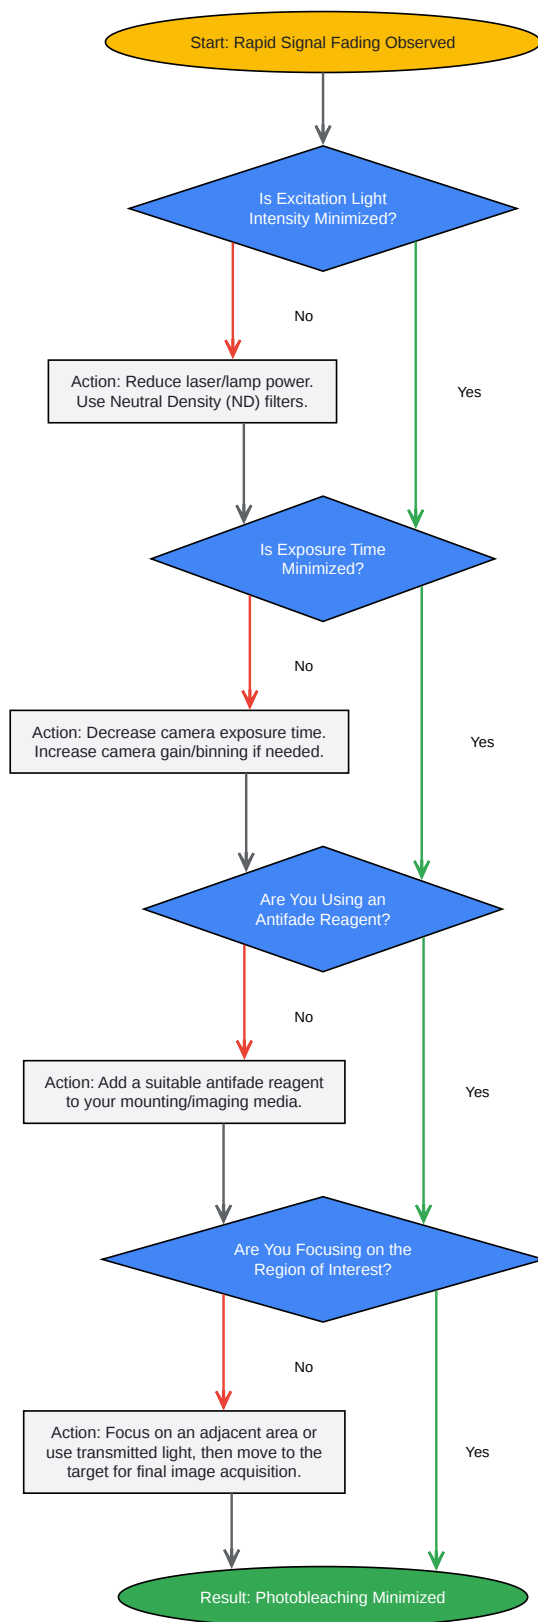 Start: Rapid Signal Fading Observed
Is Excitation Light
Intensity Minimized?
No
Action: Reduce laser/lamp power.
Use Neutral Density (ND) filters.
Yes
Is Exposure Time
Minimized?
No
Action: Decrease camera exposure time.
Increase camera gain/binning if needed.
Yes
Are You Using an
Antifade Reagent?
No
Action: Add a suitable antifade reagent
to your mounting/imaging media.
Yes
Are You Focusing on the
Region of Interest?
No
Action: Focus on an adjacent area or
use transmitted light, then move to the
target for final image acquisition.
Yes
Result: Photobleaching Minimized